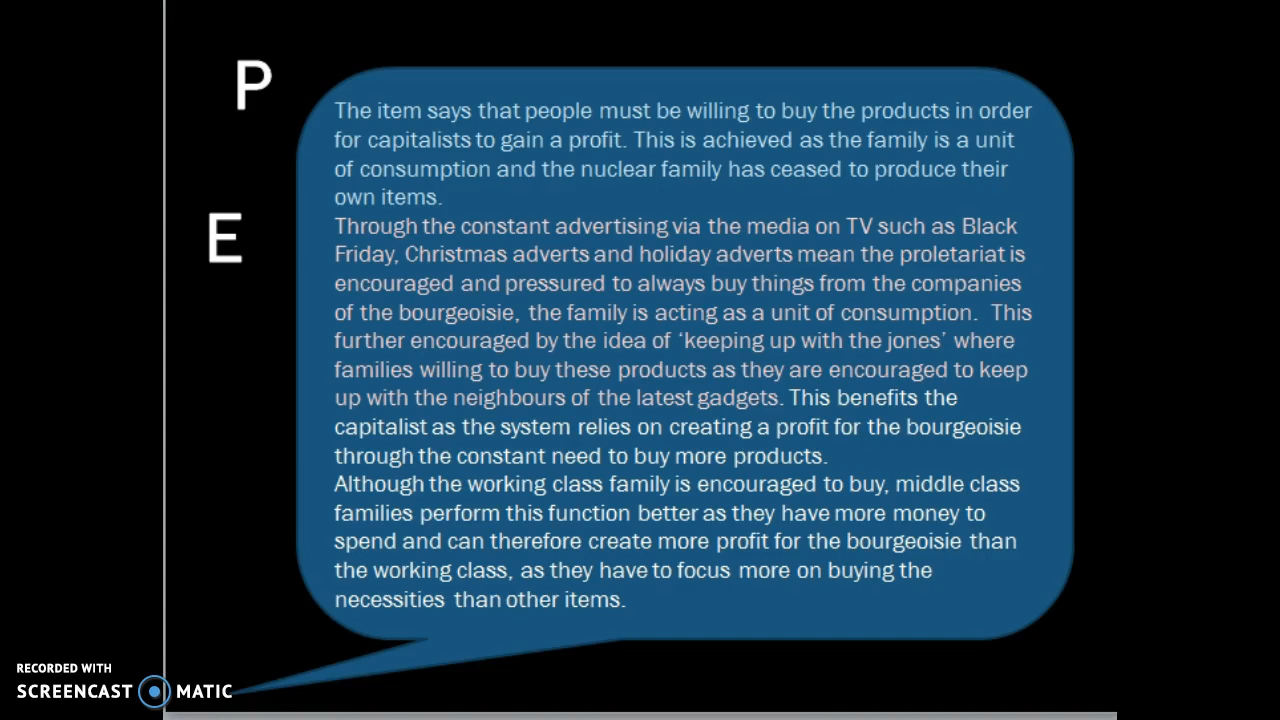 P
The item says that people must be willing to buy the products in order
for capitalists to gain a profit. This is achieved as the family is a unit
of consumption and the nuclear family has ceased to produce their
own items.
E
Through the constant advertising via the media on TV such as Black
Friday, Christmas adverts and holiday adverts mean the proletariat is
encouraged and pressured to always buy things from the companies
of the bourgeoisie, the family is acting as a unit of consumption. This
further encouraged by the idea of ‘keeping up with the jones’ where
families willing to buy these products as they are encouraged to keep
up with the neighbours of the latest gadgets. This benefits the
capitalist as the system relies on creating a profit for the bourgeoisie
through the constant need to buy more products.
Although the working class family is encouraged to buy, middle class
families perform this function better as they have more money to
spend and can therefore create more profit for the bourgeoisie than
the working class, as they have to focus more on buying the
necessities than other items.
RECORDED WITH
SCREENCAST MATIC